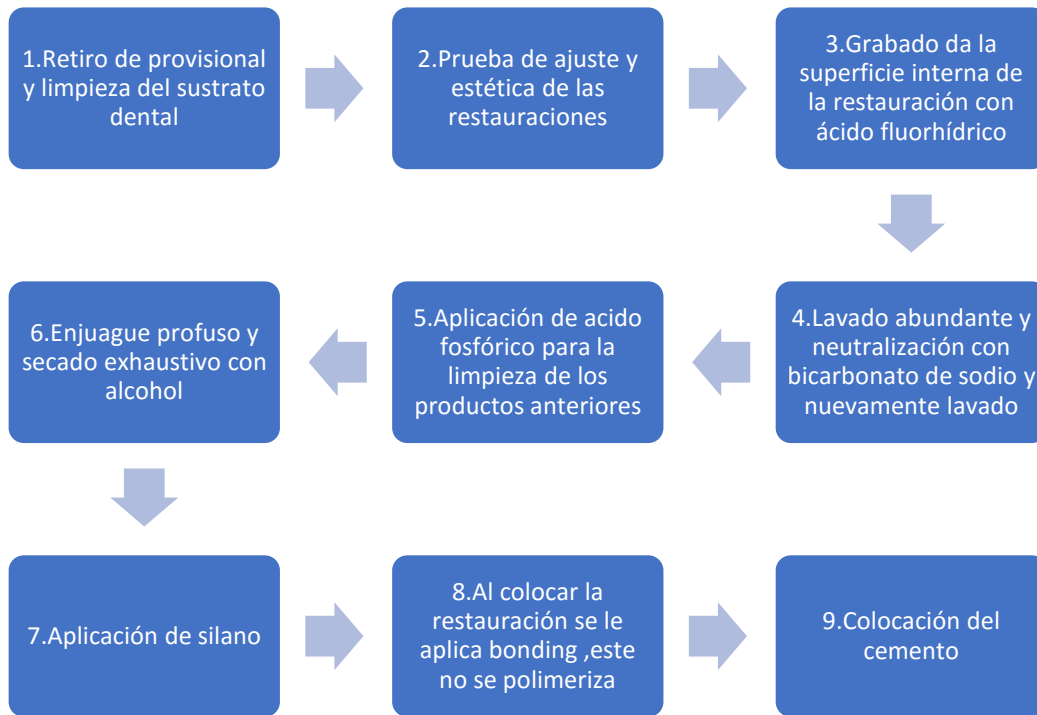 1.Retiro de provisional
y limpieza del sustrato
dental
2.Prueba de ajuste y
estética de las
restauraciones
3.Grabado da la
superficie interna de
la restauración con
ácido fluorhídrico
4.Lavado abundante y
neutralización con
bicarbonato de sodio y
nuevamente lavado
5.Aplicación de acido
fosfórico para la
limpieza de los
productos anteriores
6.Enjuague profuso y
secado exhaustivo con
alcohol
7.Aplicación de silano
8.Al colocar la
restauración se le
aplica bonding ,este
no se polimeriza
9.Colocación del
cemento